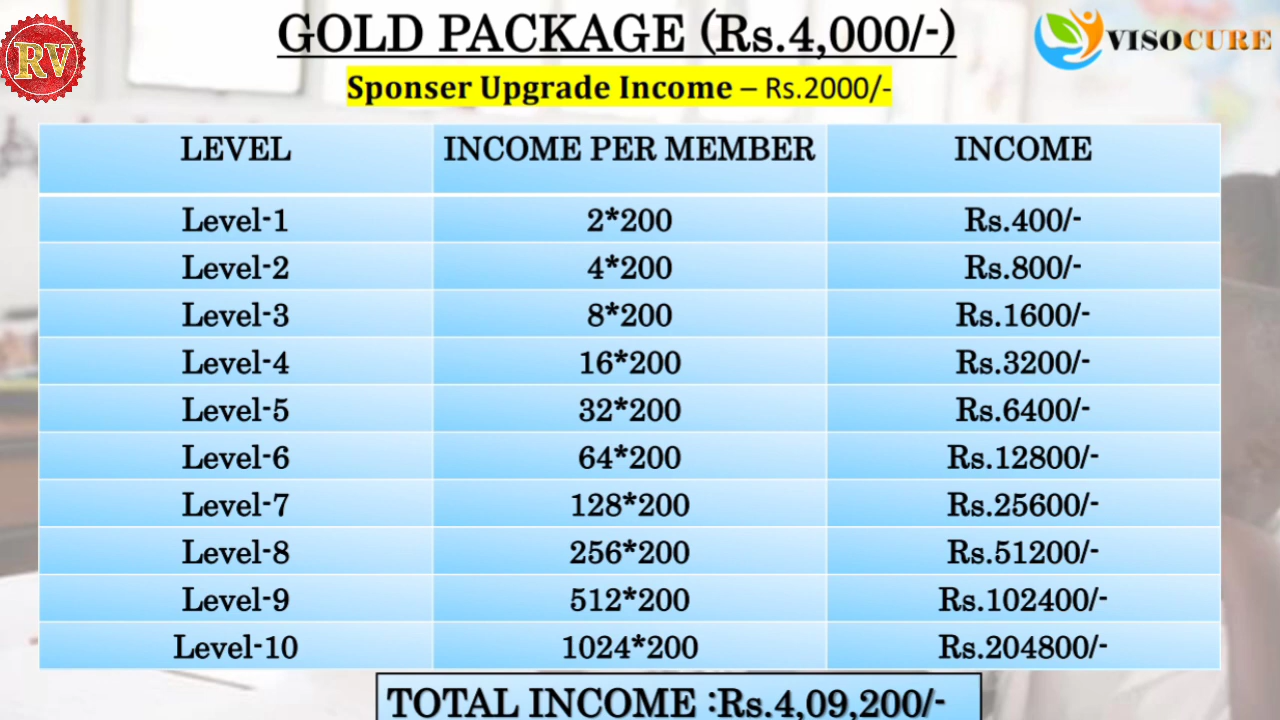 GOLD PACKAGE (Rs.4,000/-)
RV
VISOCURE
Sponser Upgrade Income – Rs.2000/-
LEVEL INCOME PER MEMBER INCOME
Level-1 2*200 Rs.400/-
Level-2 4*200 Rs.800/-
Level-3 8*200 Rs.1600/-
Level-4 16*200 Rs.3200/-
Level-5 32*200 Rs.6400/-
Level-6 64*200 Rs.12800/-
Level-7 128*200 Rs.25600/-
Level-8 256*200 Rs.51200/-
Level-9 512*200 Rs.102400/-
Level-10 1024*200 Rs.204800/-
TOTAL INCOME :Rs.4,09,200/-